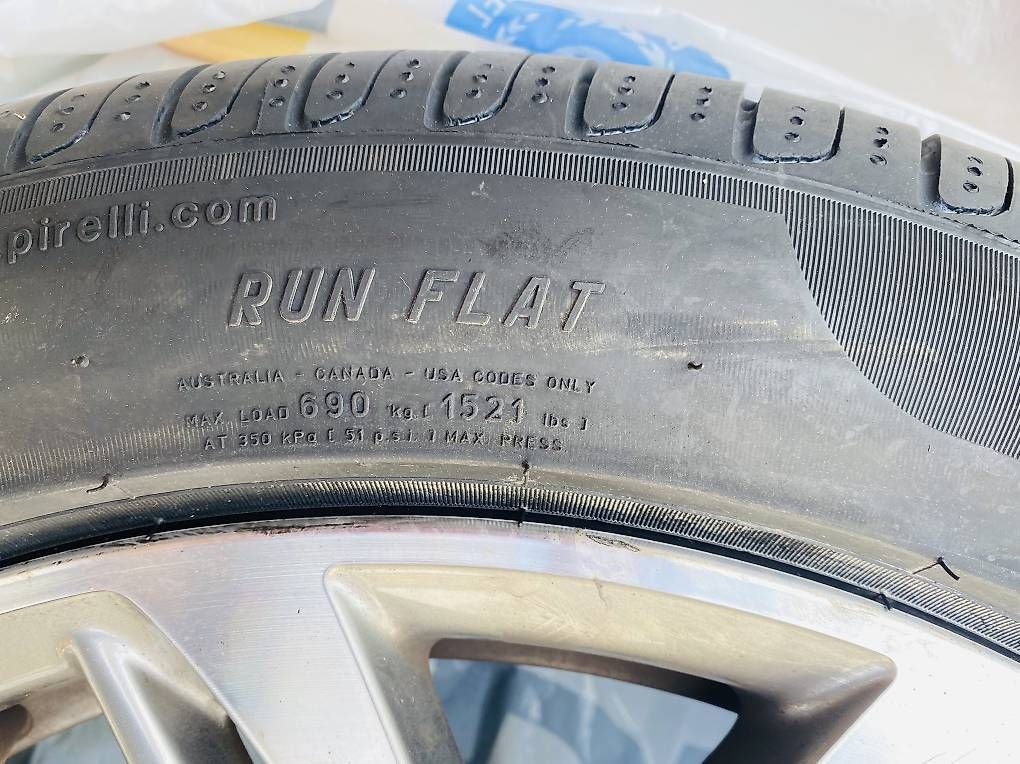 pirelli.com
RUN FLAT
AUSTRALIA - CANADA - USA CODES ONLY
MAX. LOAD 690 kg. [ 1521 lbs ]
AT 350 kPa [ 51 p.s.i. ] MAX. PRESS